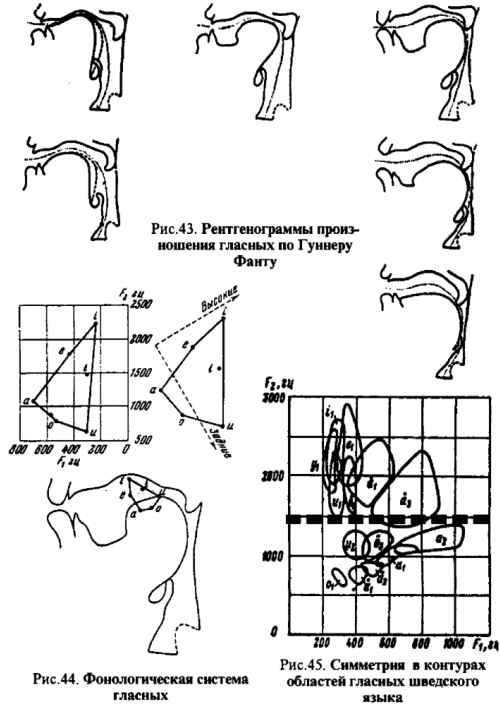 Рис.43. Рентгенограммы произ-
ношения гласных по Гуннеру
Фанту
F₂ гц
2500
2000
1500
1000
500
800 600 400 200 0
F₁ гц
i
e
i
a
o
u
Высокие
Задние
i
e
i
a
o
u
a
o
Рис.44. Фонологическая система
гласных
F₂, гц
3000
2800
1000
0
200 400 600 800 1000 F₁, гц
Рис.45. Симметрия в контурах
областей гласных шведского
языка